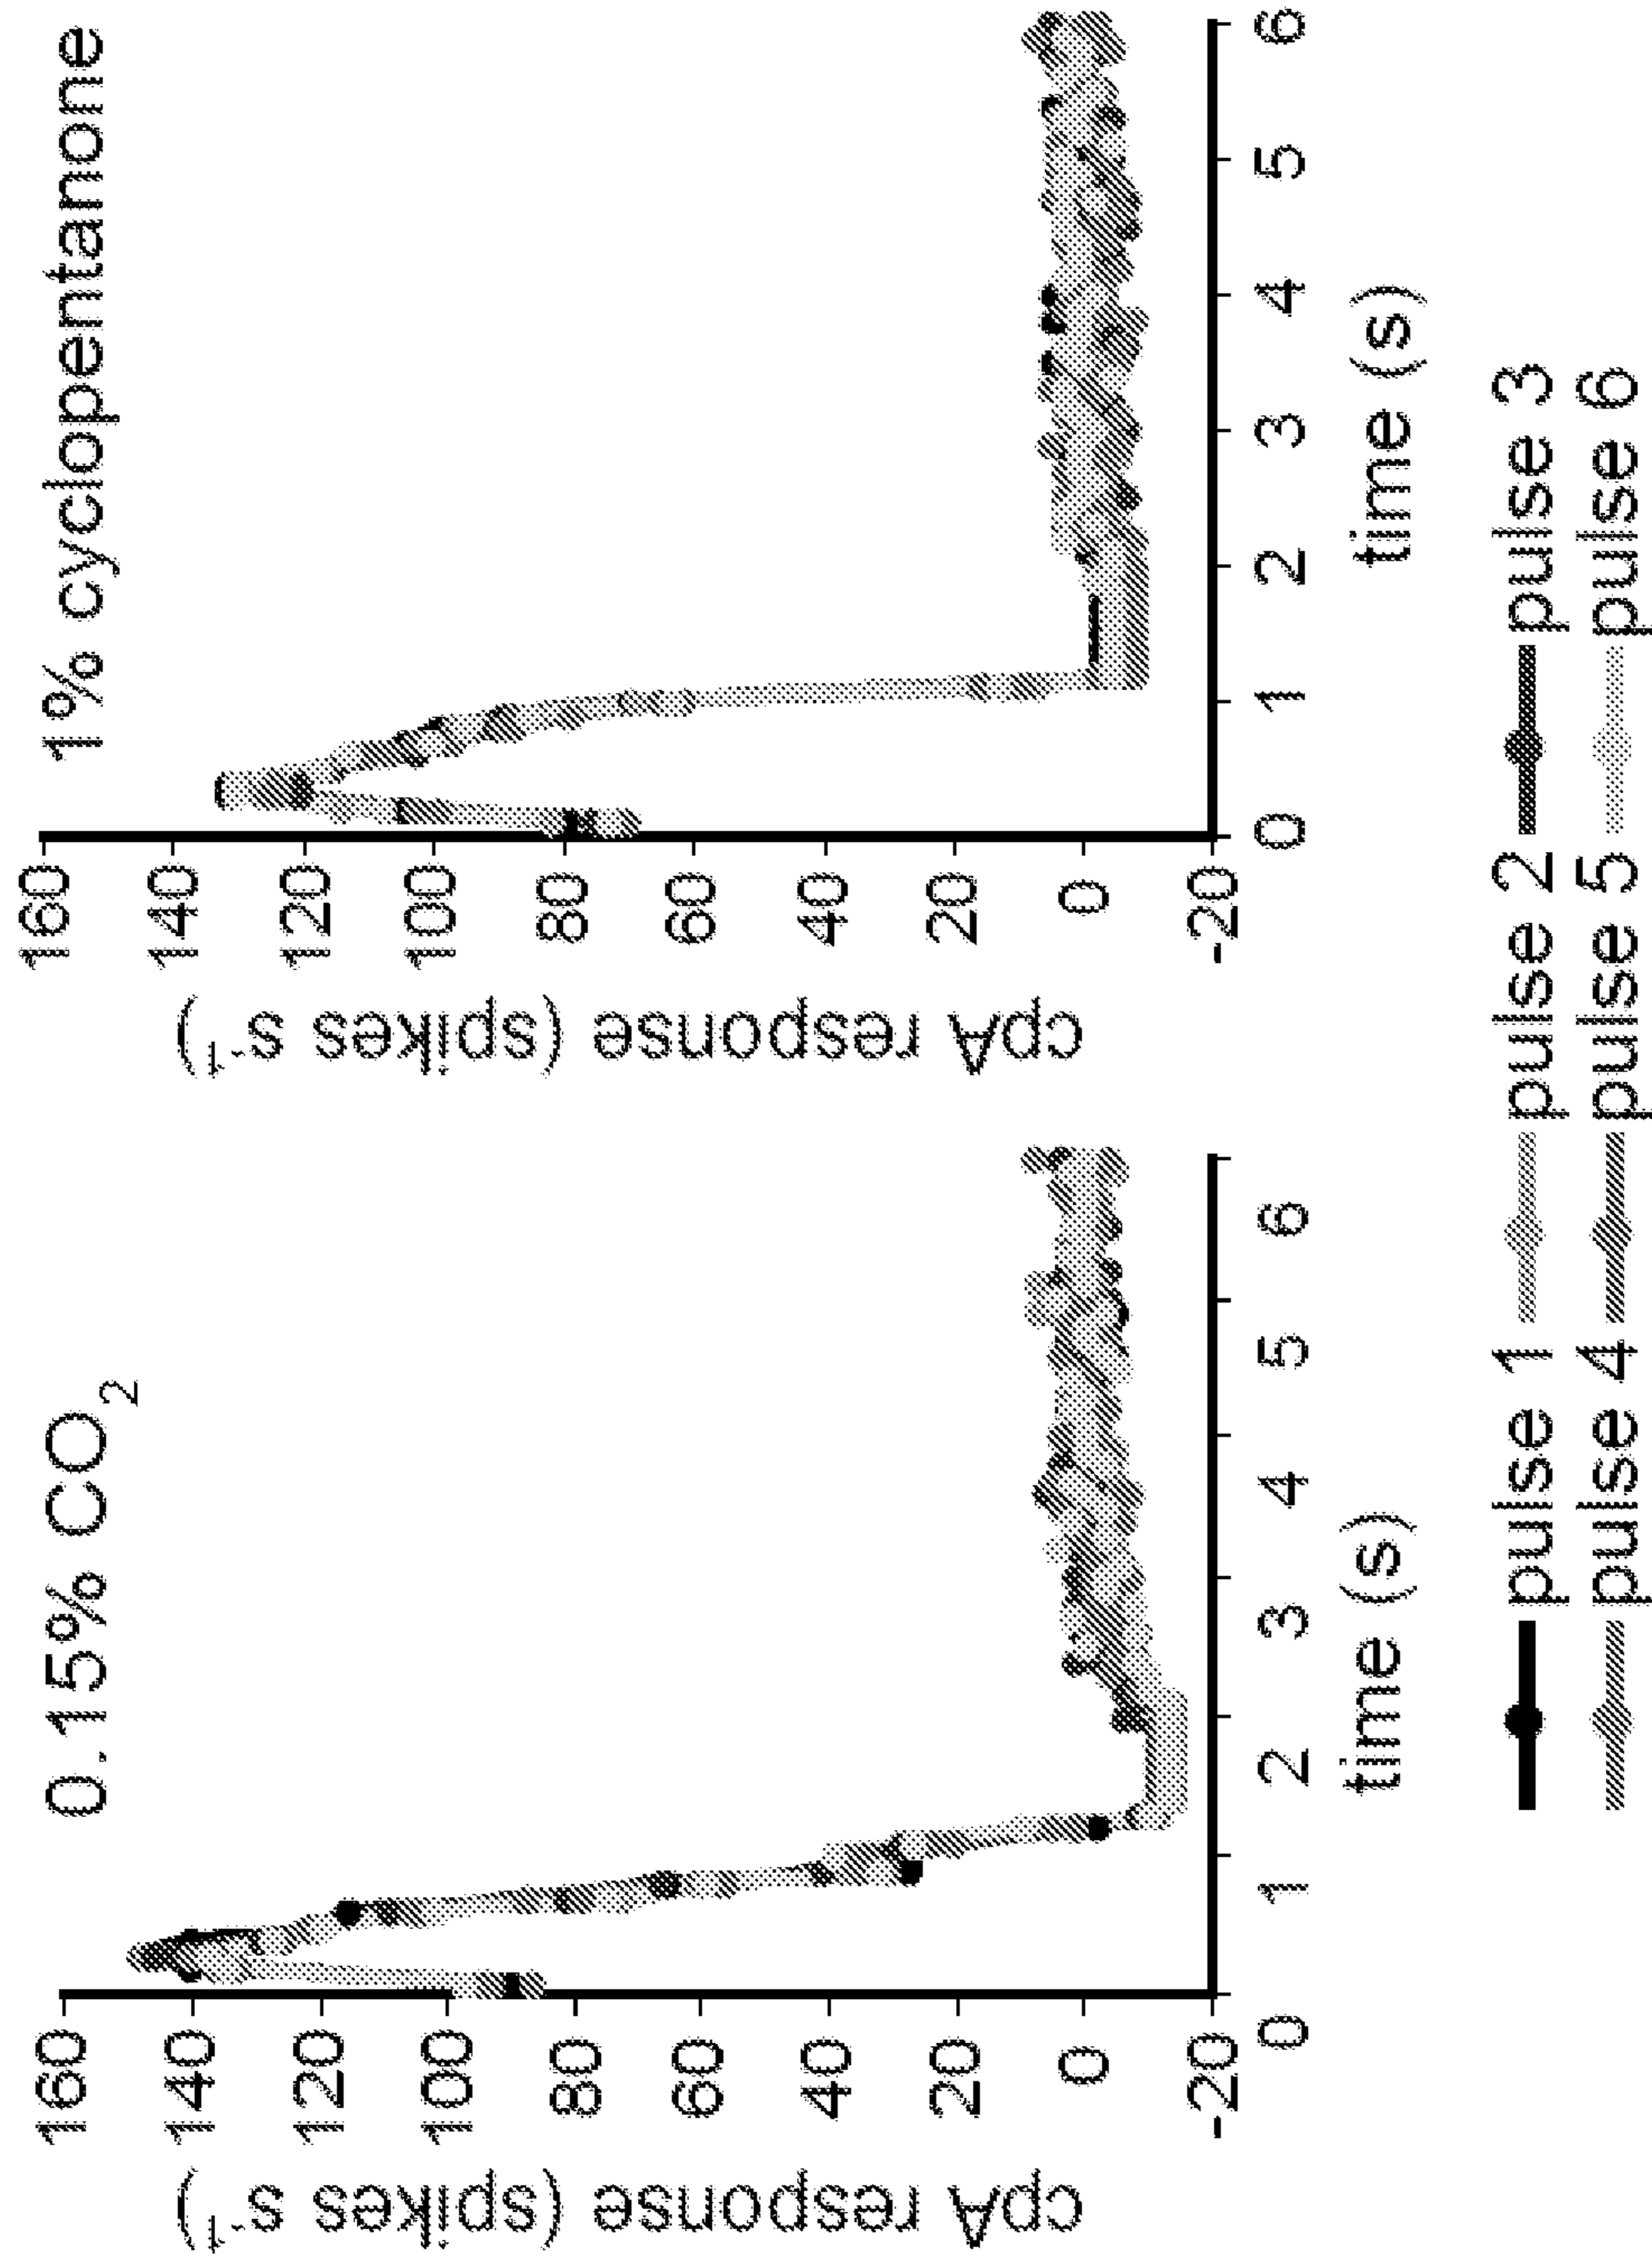 0.15% CO2
cpA response (spikes s-1)
160
140
120
100
80
60
40
20
0
-20
0 1 2 3 4 5 6
time (s)
1% cyclopentanone
cpA response (spikes s-1)
160
140
120
100
80
60
40
20
0
-20
0 1 2 3 4 5 6
time (s)
pulse 1 pulse 2 pulse 3
pulse 4 pulse 5 pulse 6